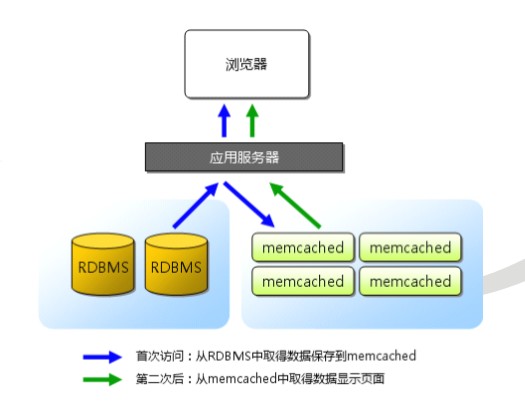 浏览器
应用服务器
RDBMS RDBMS
memcached memcached
memcached memcached
首次访问：从RDBMS中取得数据保存到memcached
第二次后：从memcached中取得数据显示页面